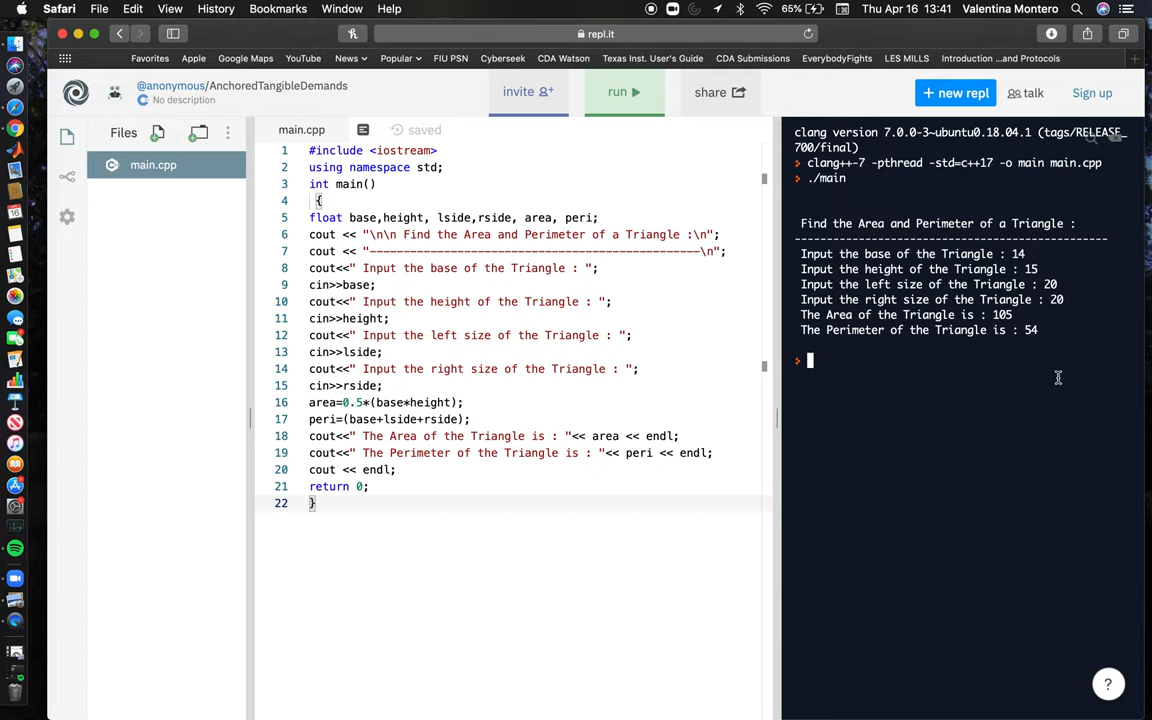 Safari File Edit View History Bookmarks Window Help 65% Thu Apr 16 13:41 Valentina Montero
repl.it
Favorites Apple Google Maps YouTube News Popular FIU PSN Cyberseek CDA Watson Texas Inst. User's Guide CDA Submissions EverybodyFights LES MILLS Introduction ...and Protocols
@anonymous/AnchoredTangibleDemands
No description
invite
run
share
+ new repl
talk
Sign up
Files
main.cpp
main.cpp
saved
1 #include <iostream>
2 using namespace std;
3 int main()
4 {
5 float base,height, lside,rside, area, peri;
6 cout << "\n\n Find the Area and Perimeter of a Triangle :\n";
7 cout << "-------------------------------------------------\n";
8 cout<<" Input the base of the Triangle : ";
9 cin>>base;
10 cout<<" Input the height of the Triangle : ";
11 cin>>height;
12 cout<<" Input the left size of the Triangle : ";
13 cin>>lside;
14 cout<<" Input the right size of the Triangle : ";
15 cin>>rside;
16 area=0.5*(base*height);
17 peri=(base+lside+rside);
18 cout<<" The Area of the Triangle is : "<< area << endl;
19 cout<<" The Perimeter of the Triangle is : "<< peri << endl;
20 cout << endl;
21 return 0;
22 }
clang version 7.0.0-3~ubuntu0.18.04.1 (tags/RELEASE_
700/final)
> clang++-7 -pthread -std=c++17 -o main main.cpp
> ./main
Find the Area and Perimeter of a Triangle :
-------------------------------------------------
Input the base of the Triangle : 14
Input the height of the Triangle : 15
Input the left size of the Triangle : 20
Input the right size of the Triangle : 20
The Area of the Triangle is : 105
The Perimeter of the Triangle is : 54
>
?